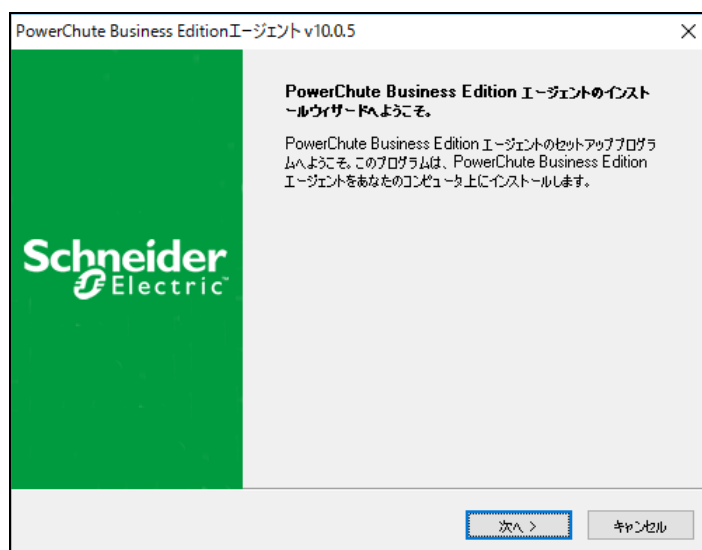 PowerChute Business Editionエージェント v10.0.5
PowerChute Business Edition エージェントのインスト
ールウィザードへようこそ。
PowerChute Business Edition エージェントのセットアッププログラ
ムへようこそ。このプログラムは、PowerChute Business Edition
エージェントをあなたのコンピュータ上にインストールします。
Schneider
Electric™
次へ >
キャンセル